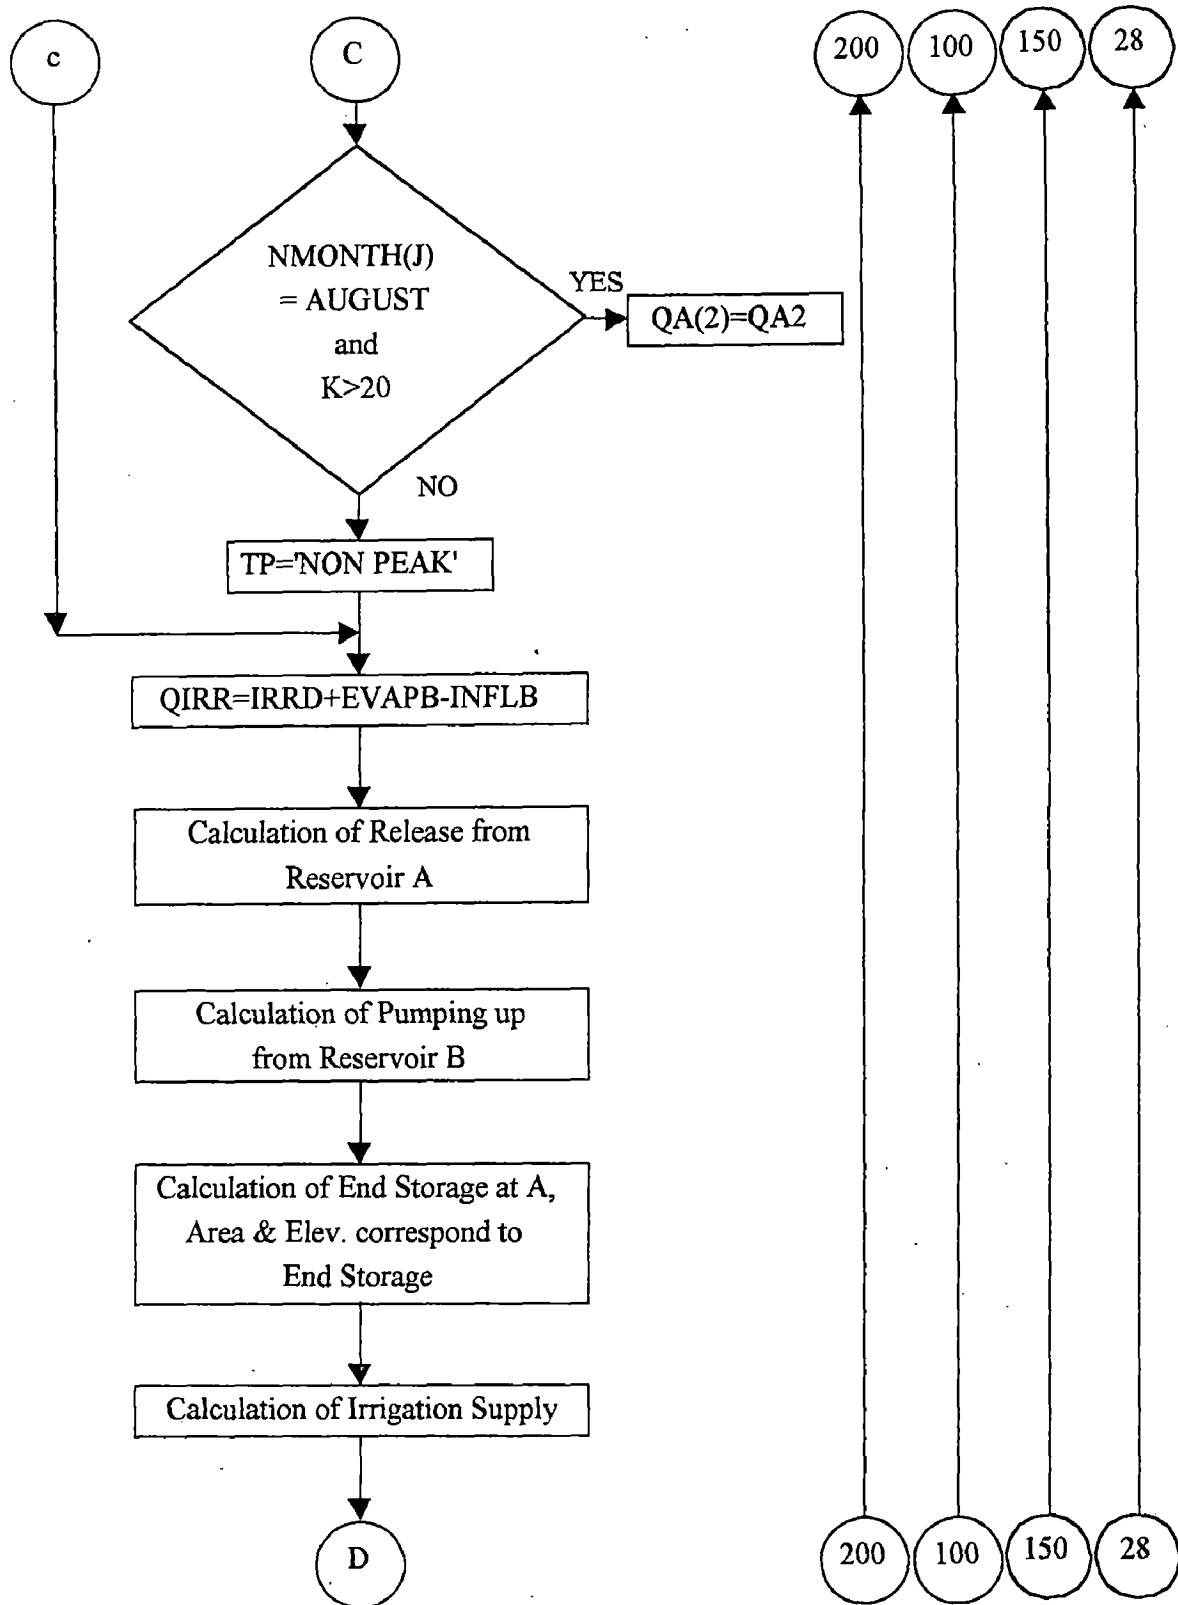 c
C
200
100
150
28
NMONTH(J)
= AUGUST
and
K>20
YES
QA(2)=QA2
NO
TP='NON PEAK'
QIRR=IRRD+EVAPB-INFLB
Calculation of Release from
Reservoir A
Calculation of Pumping up
from Reservoir B
Calculation of End Storage at A,
Area & Elev. correspond to
End Storage
Calculation of Irrigation Supply
D
200
100
150
28